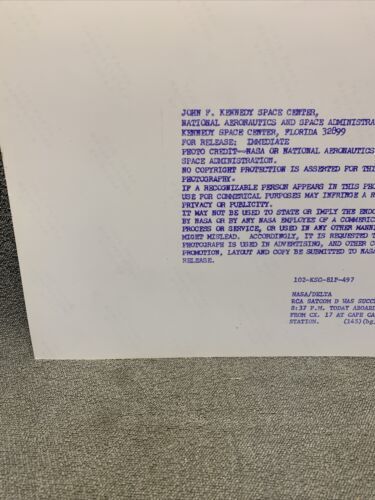 JOHN F. KENNEDY SPACE CENTER,
NATIONAL AERONAUTICS AND SPACE ADMINISTRA
KENNEDY SPACE CENTER, FLORIDA 32899
FOR RELEASE: IMMEDIATE
PHOTO CREDIT—NASA OR NATIONAL AERONAUTICS
SPACE ADMINISTRATION.
NO COPYRIGHT PROTECTION IS ASSERTED FOR THI
PHOTOGRAPHY.
IF A RECOGNIZABLE PERSON APPEARS IN THIS PHO
USE FOR COMMERCIAL PURPOSES MAY INFRINGE A R
PRIVACY OR PUBLICITY.
IT MAY NOT BE USED TO STATE OR IMPLY THE ENDO
BY NASA OR BY ANY NASA EMPLOYEE OF A COMMERCI
PROCESS OR SERVICE, OR USED IN ANY OTHER MANN
MIGHT MISLEAD. ACCORDINGLY, IT IS REQUESTED T
PHOTOGRAPH IS USED IN ADVERTISING, AND OTHER C
PROMOTION, LAYOUT AND COPY BE SUBMITTED TO NASA
RELEASE.
102-KSC-81P-497
NASA/DELTA
RCA SATCOM D WAS SUCC
8:37 P.M. TODAY ABOAR
FROM CX. 17 AT CAPE CA
STATION. (145)(bg